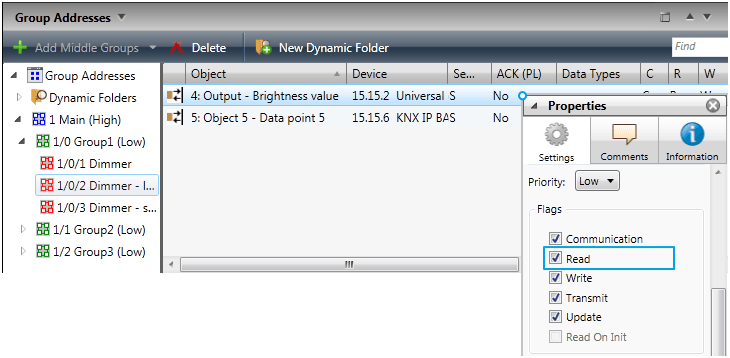 Group Addresses
Add Middle Groups Delete New Dynamic Folder Find
Object Device Se... ACK (PL) Data Types C R W
Group Addresses
Dynamic Folders
1 Main (High)
1/0 Group1 (Low)
1/0/1 Dimmer
1/0/2 Dimmer - l...
1/0/3 Dimmer - s...
1/1 Group2 (Low)
1/2 Group3 (Low)
4: Output - Brightness value 15.15.2 Universal S No
5: Object 5 - Data point 5 15.15.6 KNX IP BAS No
Properties
Settings Comments Information
Priority: Low
Flags
Communication
Read
Write
Transmit
Update
Read On Init